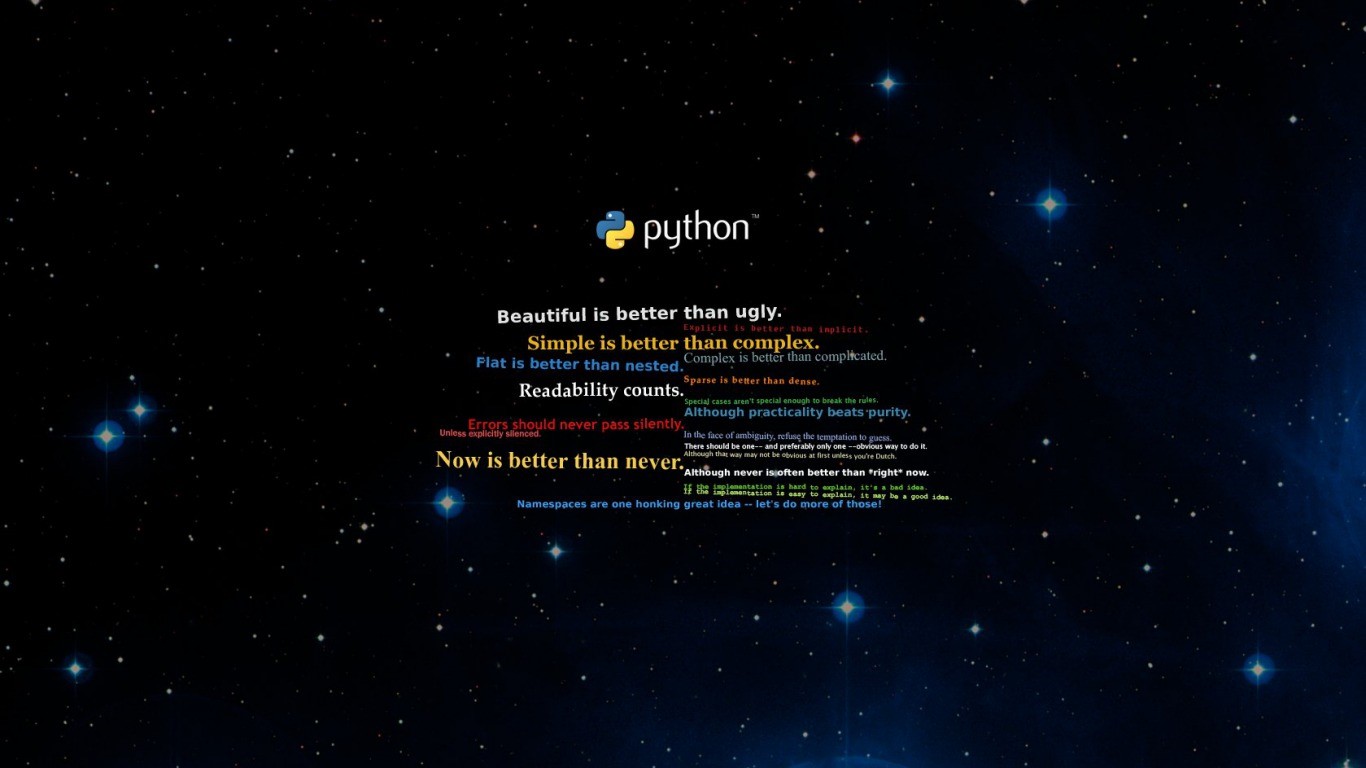 python™
Beautiful is better than ugly.
Explicit is better than implicit.
Simple is better than complex.
Complex is better than complicated.
Flat is better than nested.
Sparse is better than dense.
Readability counts.
Special cases aren't special enough to break the rules.
Although practicality beats purity.
Errors should never pass silently.
Unless explicitly silenced.
In the face of ambiguity, refuse the temptation to guess.
There should be one-- and preferably only one --obvious way to do it.
Although that way may not be obvious at first unless you're Dutch.
Now is better than never.
Although never is often better than *right* now.
If the implementation is hard to explain, it's a bad idea.
If the implementation is easy to explain, it may be a good idea.
Namespaces are one honking great idea -- let's do more of those!